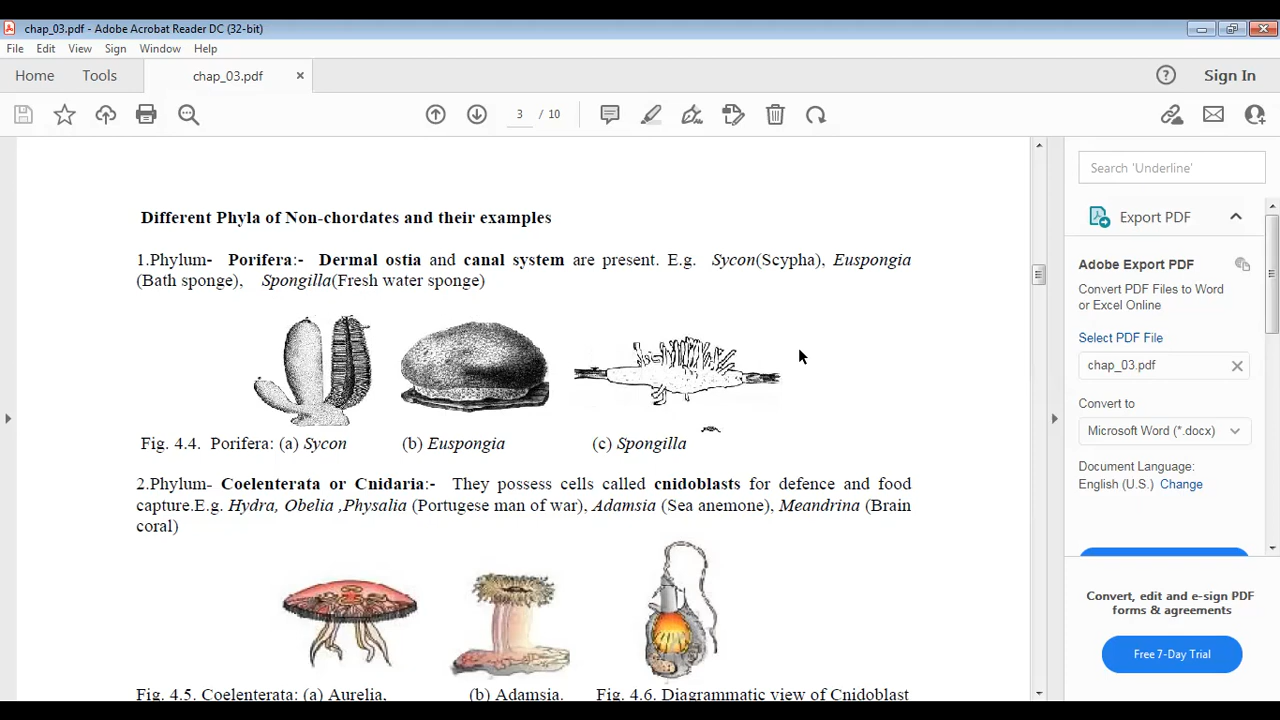 chap_03.pdf - Adobe Acrobat Reader DC (32-bit)
File Edit View Sign Window Help
Home Tools chap_03.pdf × Sign In
3 / 10
Search 'Underline'
Export PDF
Adobe Export PDF
Convert PDF Files to Word
or Excel Online
Select PDF File
chap_03.pdf
Convert to
Microsoft Word (*.docx)
Document Language:
English (U.S.) Change
Convert, edit and e-sign PDF
forms & agreements
Free 7-Day Trial
Different Phyla of Non-chordates and their examples
1.Phylum- Porifera:- Dermal ostia and canal system are present. E.g. Sycon(Scypha), Euspongia
(Bath sponge), Spongilla(Fresh water sponge)
Fig. 4.4. Porifera: (a) Sycon (b) Euspongia (c) Spongilla
2.Phylum- Coelenterata or Cnidaria:- They possess cells called cnidoblasts for defence and food
capture.E.g. Hydra, Obelia ,Physalia (Portugese man of war), Adamsia (Sea anemone), Meandrina (Brain
coral)
Fig. 4.5. Coelenterata: (a) Aurelia, (b) Adamsia. Fig. 4.6. Diagrammatic view of Cnidoblast